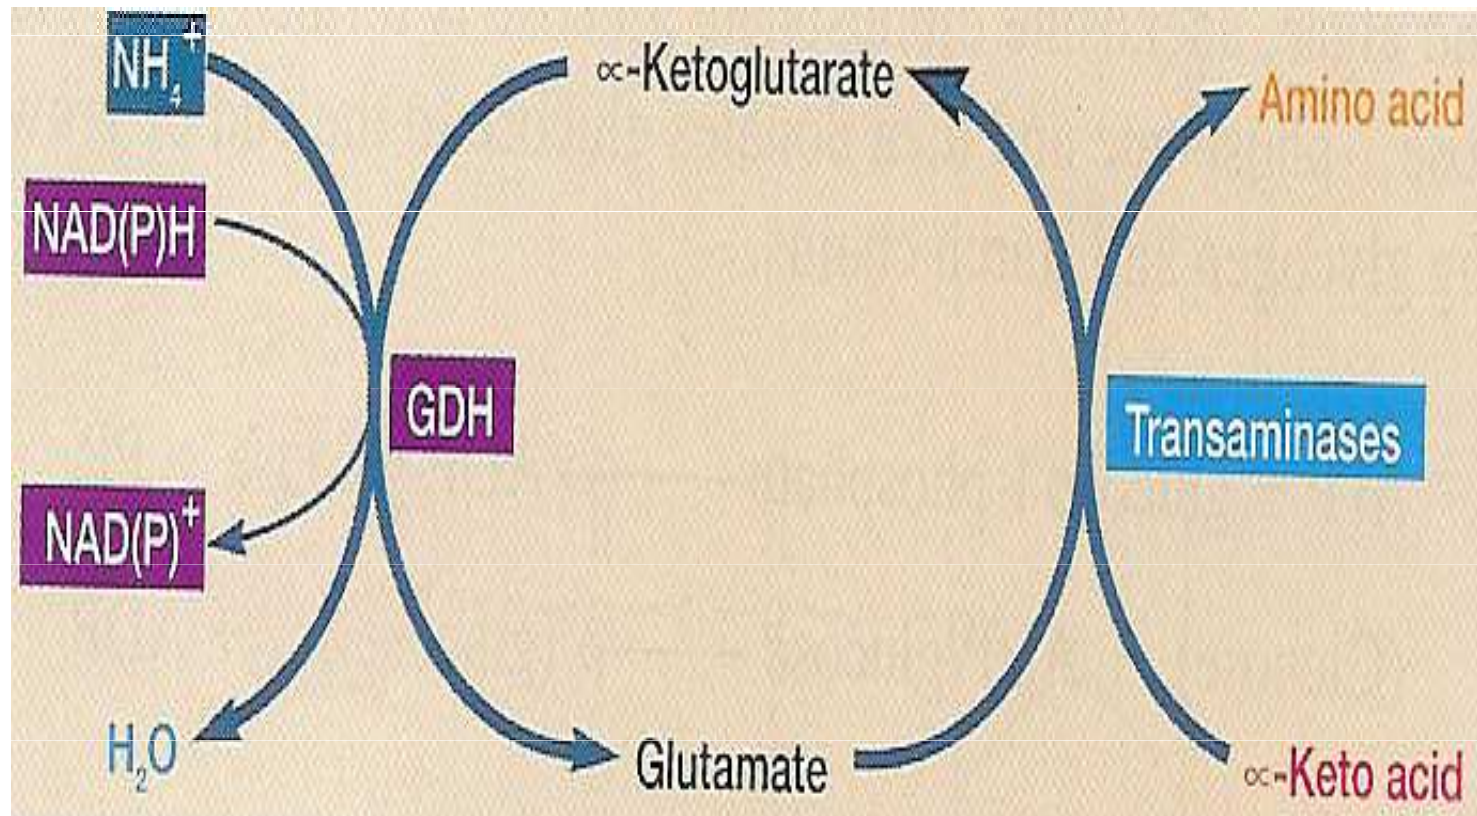 NH₄⁺
∝-Ketoglutarate
Amino acid
NAD(P)H
GDH
Transaminases
NAD(P)⁺
H₂O
Glutamate
∝-Keto acid